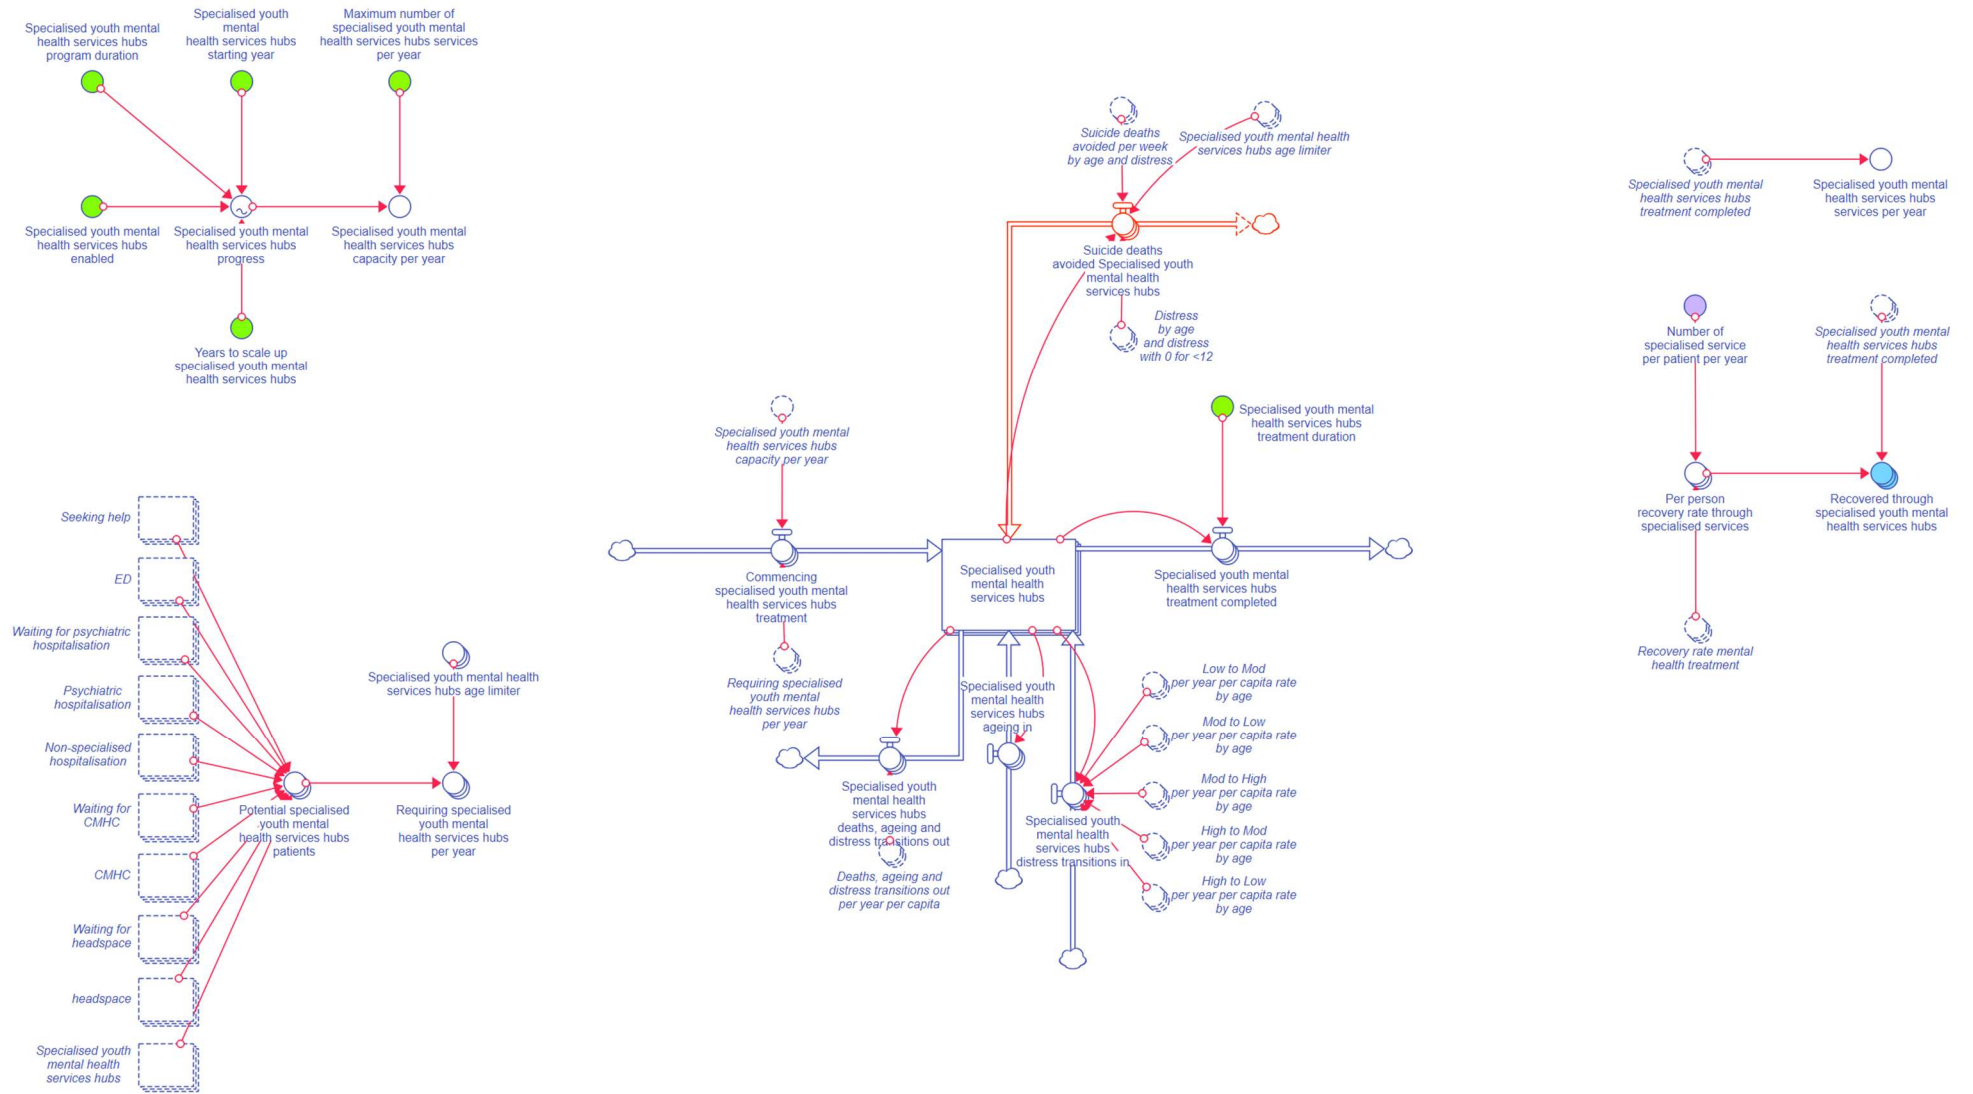 Specialised youth mental
health services hubs
program duration
Specialised youth
mental
health services hubs
starting year
Maximum number of
specialised youth mental
health services hubs services
per year
Specialised youth mental
health services hubs
enabled
Specialised youth mental
health services hubs
progress
Specialised youth mental
health services hubs
capacity per year
Years to scale up
specialised youth mental
health services hubs
Seeking help
ED
Waiting for psychiatric
hospitalisation
Psychiatric
hospitalisation
Non-specialised
hospitalisation
Waiting for
CMHC
CMHC
Waiting for
headspace
headspace
Specialised youth
mental health
services hubs
Potential specialised
youth mental
health services hubs
patients
Specialised youth mental health
services hubs age limiter
Requiring specialised
youth mental
health services hubs
per year
Suicide deaths
avoided per week
by age and distress
Specialised youth mental health
services hubs age limiter
Suicide deaths
avoided Specialised youth
mental health
services hubs
Distress
by age
and distress
with 0 for <12
Specialised youth mental
health services hubs
capacity per year
Specialised youth mental
health services hubs
treatment duration
Commencing
specialised youth mental
health services hubs
treatment
Specialised youth
mental health
services hubs
Specialised youth mental
health services hubs
treatment completed
Requiring specialised
youth mental
health services hubs
per year
Specialised youth
mental health
services hubs
ageing in
Specialised youth
mental health
services hubs
deaths, ageing and
distress transitions out
Deaths, ageing and
distress transitions out
per year per capita
Specialised youth
mental health
services hubs
distress transitions in
Low to Mod
per year per capita rate
by age
Mod to Low
per year per capita rate
by age
Mod to High
per year per capita rate
by age
High to Mod
per year per capita rate
by age
High to Low
per year per capita rate
by age
Specialised youth mental
health services hubs
treatment completed
Specialised youth mental
health services hubs
services per year
Number of
specialised service
per patient per year
Specialised youth mental
health services hubs
treatment completed
Per person
recovery rate through
specialised services
Recovered through
specialised youth mental
health services hubs
Recovery rate mental
health treatment